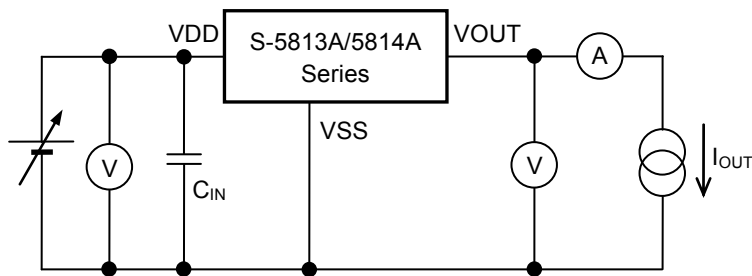 VDD
S-5813A/5814A
Series
VOUT
A
VSS
V
CIN
V
IOUT